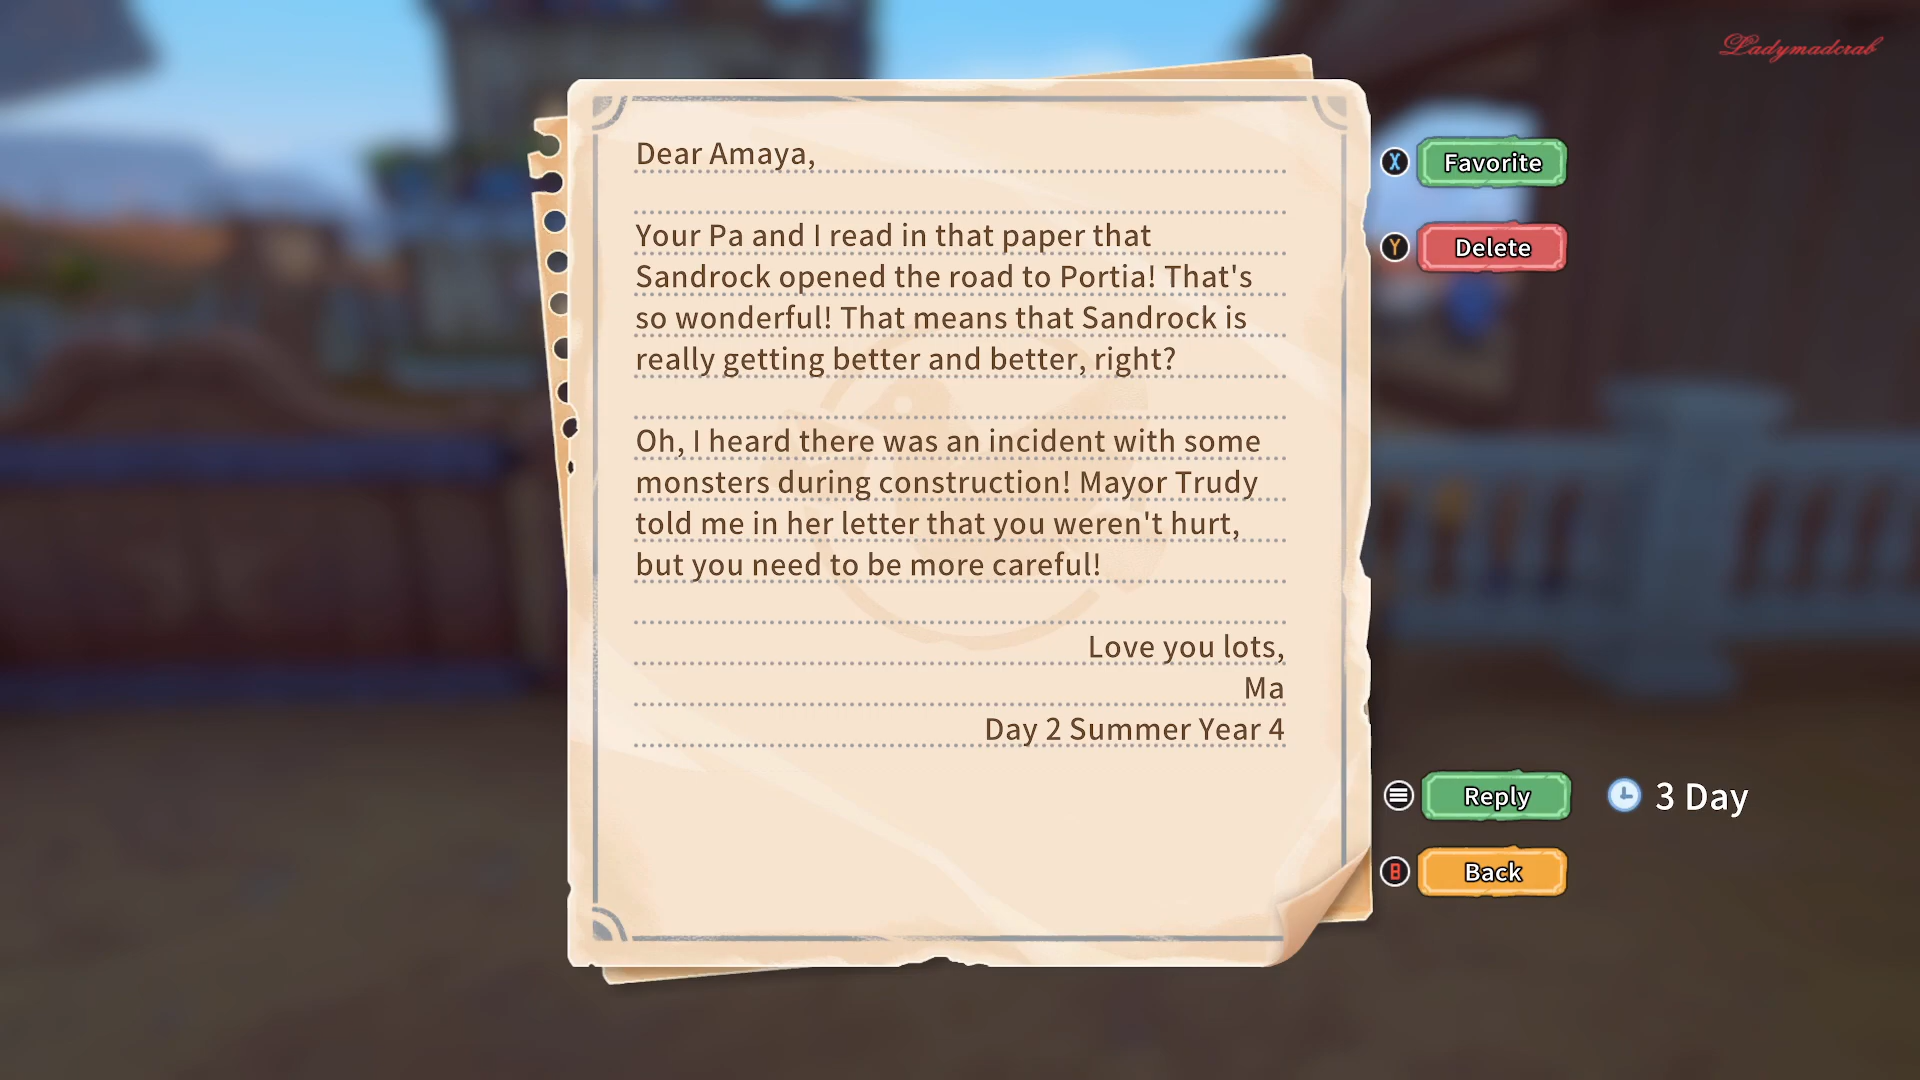 Ladymadcrab
Dear Amaya,
Your Pa and I read in that paper that
Sandrock opened the road to Portia! That's
so wonderful! That means that Sandrock is
really getting better and better, right?
Oh, I heard there was an incident with some
monsters during construction! Mayor Trudy
told me in her letter that you weren't hurt,
but you need to be more careful!
Love you lots,
Ma
Day 2 Summer Year 4
X Favorite
Y Delete
Reply 3 Day
B Back